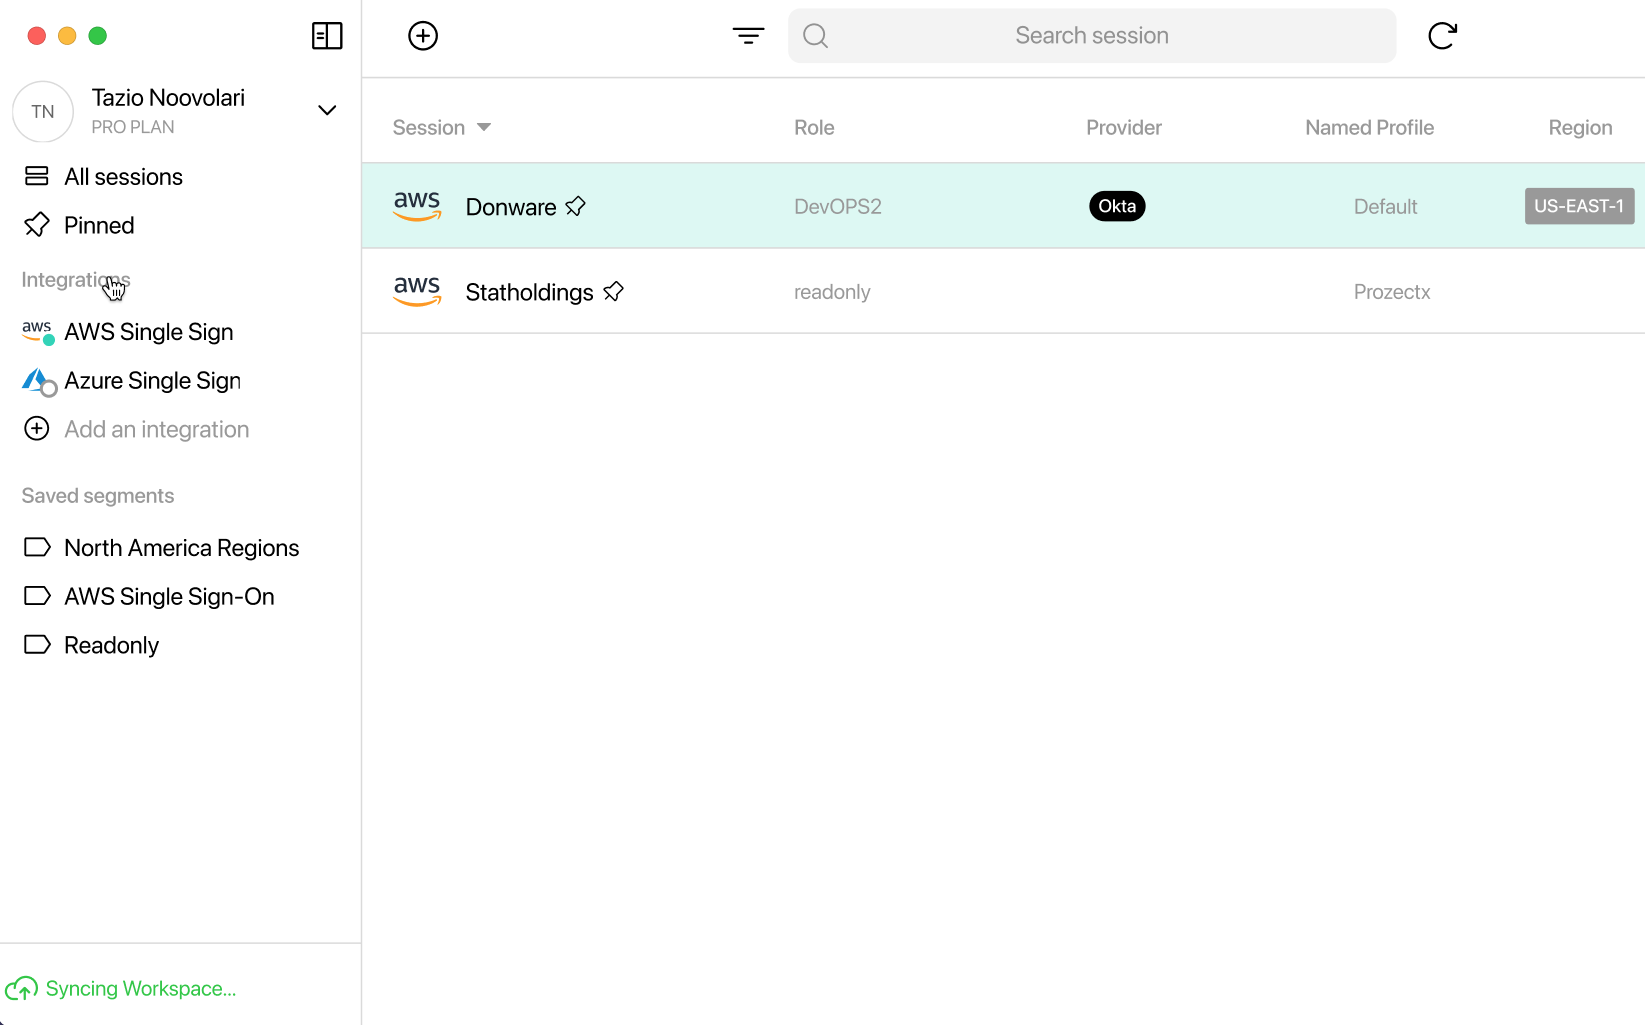 Search session
TN
Tazio Noovolari
PRO PLAN
All sessions
Pinned
Integrations
aws AWS Single Sign
Azure Single Sign
Add an integration
Saved segments
North America Regions
AWS Single Sign-On
Readonly
Syncing Workspace...
Session Role Provider Named Profile Region
aws Donware DevOPS2 Okta Default US-EAST-1
aws Statholdings readonly Prozectx